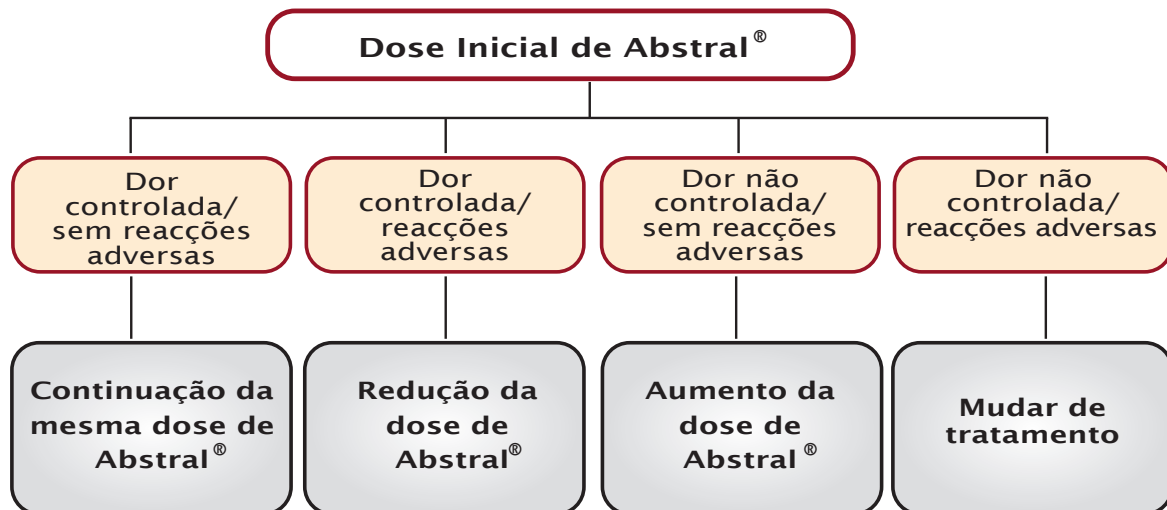 Dose Inicial de Abstral®
Dor
controlada/
sem reacções
adversas
Dor
controlada/
reacções
adversas
Dor não
controlada/
sem reacções
adversas
Dor não
controlada/
reacções adversas
Continuação da
mesma dose de
Abstral®
Redução da
dose de
Abstral®
Aumento da
dose de
Abstral®
Mudar de
tratamento